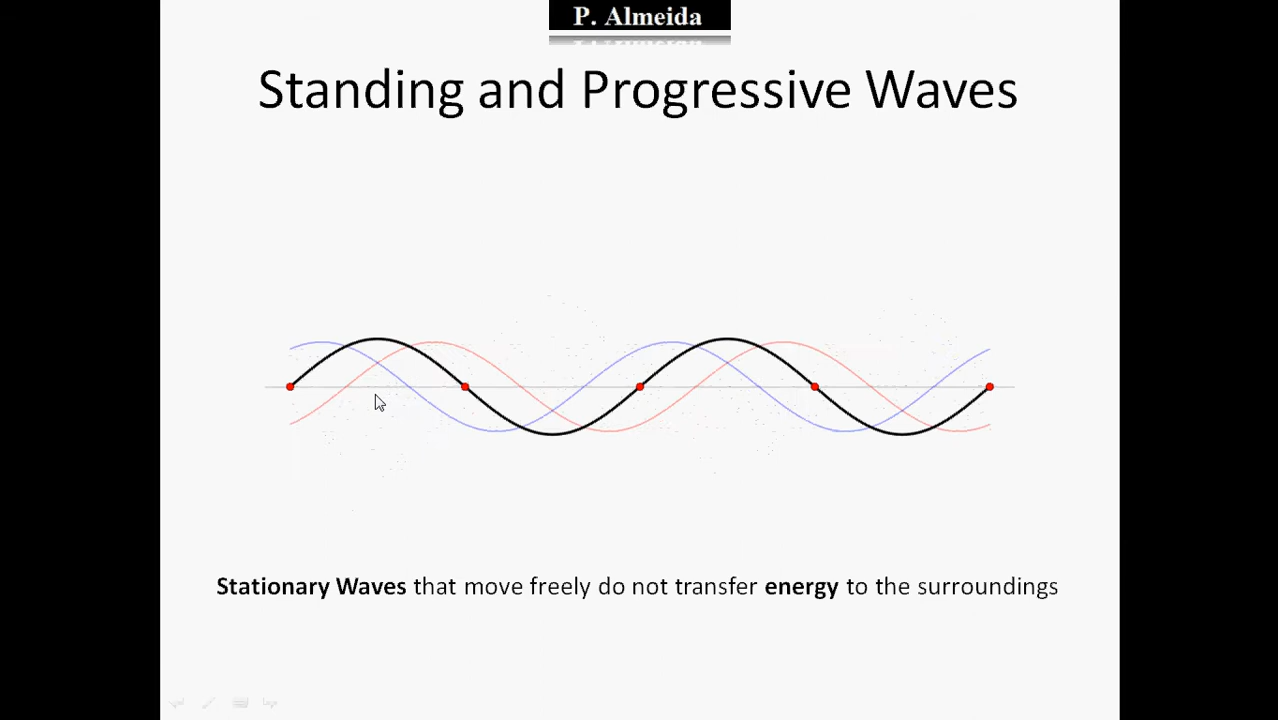 P. Almeida
Standing and Progressive Waves
Stationary Waves that move freely do not transfer energy to the surroundings